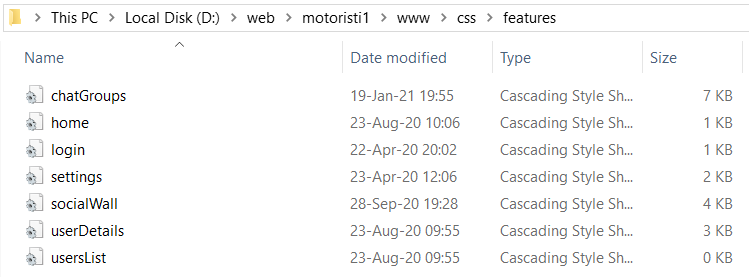 This PC > Local Disk (D:) > web > motoristi1 > www > css > features
Name Date modified Type Size
chatGroups 19-Jan-21 19:55 Cascading Style Sh... 7 KB
home 23-Aug-20 10:06 Cascading Style Sh... 1 KB
login 22-Apr-20 20:02 Cascading Style Sh... 1 KB
settings 23-Apr-20 12:06 Cascading Style Sh... 2 KB
socialWall 28-Sep-20 19:28 Cascading Style Sh... 4 KB
userDetails 23-Aug-20 09:55 Cascading Style Sh... 3 KB
usersList 23-Aug-20 09:55 Cascading Style Sh... 0 KB